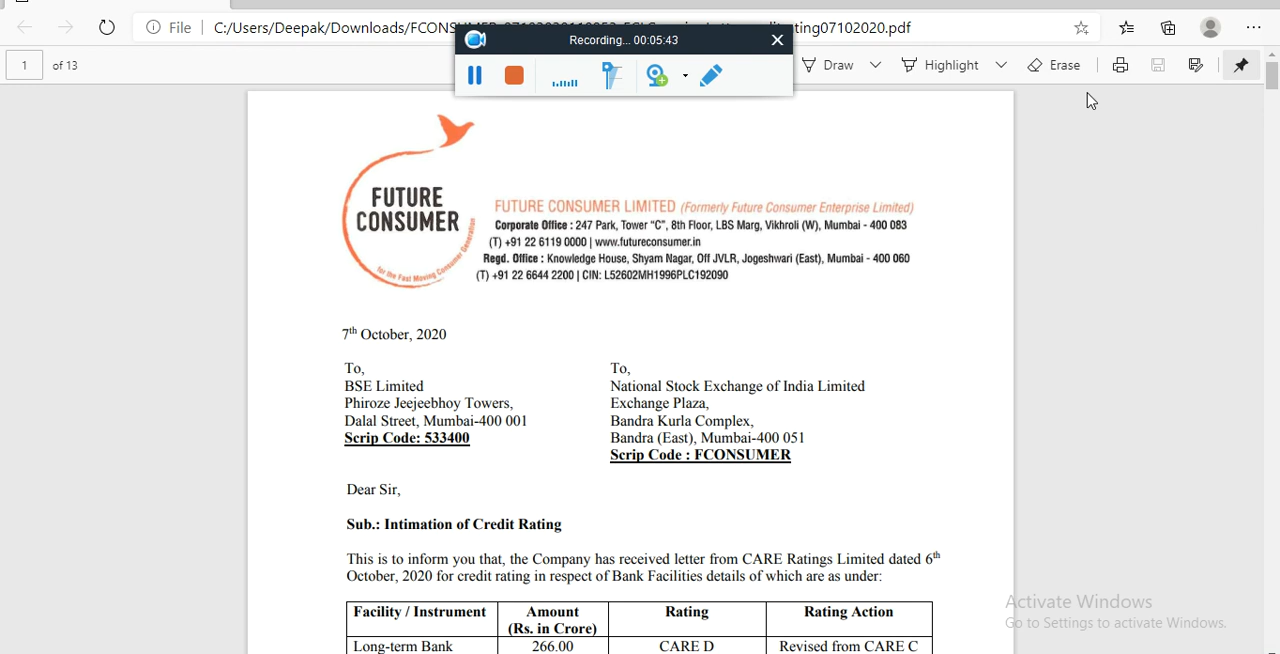 File
C:/Users/Deepak/Downloads/FCONS
ting07102020.pdf
Recording... 00:05:43
1 of 13
Draw
Highlight
Erase
FUTURE
CONSUMER
for the Fast Moving Consumer Generation
FUTURE CONSUMER LIMITED (Formerly Future Consumer Enterprise Limited)
Corporate Office : 247 Park, Tower "C", 8th Floor, LBS Marg, Vikhroli (W), Mumbai - 400 083
(T) +91 22 6119 0000 | www.futureconsumer.in
Regd. Office : Knowledge House, Shyam Nagar, Off JVLR, Jogeshwari (East), Mumbai - 400 060
(T) +91 22 6644 2200 | CIN: L52602MH1996PLC192090
7th October, 2020
To,
BSE Limited
Phiroze Jeejeebhoy Towers,
Dalal Street, Mumbai-400 001
Scrip Code: 533400
To,
National Stock Exchange of India Limited
Exchange Plaza,
Bandra Kurla Complex,
Bandra (East), Mumbai-400 051
Scrip Code : FCONSUMER
Dear Sir,
Sub.: Intimation of Credit Rating
This is to inform you that, the Company has received letter from CARE Ratings Limited dated 6th
October, 2020 for credit rating in respect of Bank Facilities details of which are as under:
Facility / Instrument Amount Rating Rating Action
(Rs. in Crore)
Long-term Bank 266.00 CARE D Revised from CARE C
Activate Windows
Go to Settings to activate Windows.